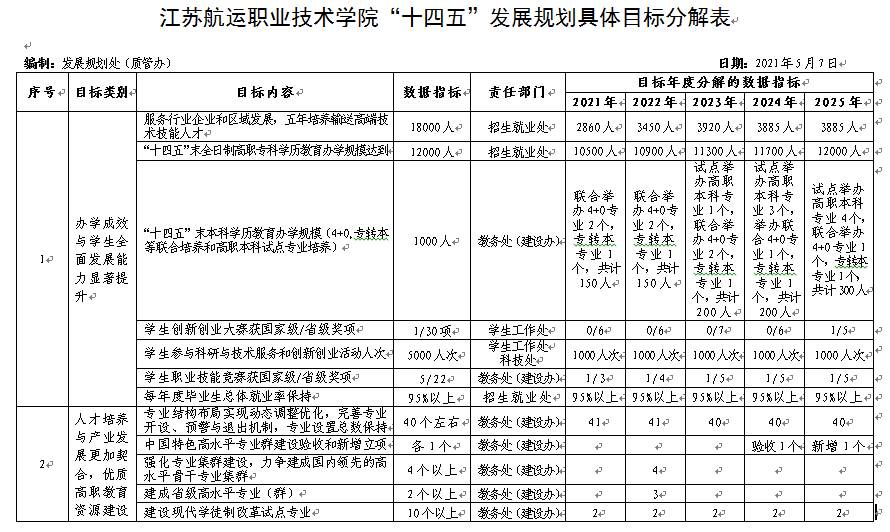 江苏航运职业技术学院“十四五”发展规划具体目标分解表
编制：发展规划处（质管办） 日期：2021年5月7日
序号 目标类别 目标内容 数据指标 责任部门 目标年度分解的数据指标
2021年 2022年 2023年 2024年 2025年
1
办学成效
与学生全
面发展能
力显著提
升
服务行业企业和区域发展，五年培养输送高端技
术技能人才
18000人 招生就业处 2860人 3450人 3920人 3885人 3885人
“十四五”末全日制高职专科学历教育办学规模达到 12000人 招生就业处 10500人 10900人 11300人 11700人 12000人
“十四五”末本科学历教育办学规模（4+0,专转本
等联合培养和高职本科试点专业培养）
1000人 教务处（建设办）
联合举
办4+0专
业2个，
专转本
专业1
个，共计
150人
联合举
办4+0专
业2个，
专转本
专业1
个，共计
150人
试点举
办高职
本科专
业1个，
联合举
办4+0专
业2个，
专转本
专业1
个，共计
200人
试点举
办高职
本科专
业3个，
举办联
合4+0专
业1个，
专转本
专业1
个，共计
200人
试点举办
高职本科
专业4个，
联合举办
4+0专业1
个，专转本
专业1个，
共计300人
学生创新创业大赛获国家级/省级奖项 1/30项 学生工作处 0/6 0/6 0/7 0/6 1/5
学生参与科研与技术服务和创新创业活动人次 5000人次 学生工作处
科技处
1000人次 1000人次 1000人次 1000人次 1000人次
学生职业技能竞赛获国家级/省级奖项 5/22 教务处（建设办） 1/3 1/4 1/5 1/5 1/5
每年度毕业生总体就业率保持 95%以上 招生就业处 95%以上 95%以上 95%以上 95%以上 95%以上
2
人才培养
与产业发
展更加契
合，优质
高职教育
资源建设
专业结构布局实现动态调整优化，完善专业
开设、预警与退出机制，专业设置总数保持
40个左右 教务处（建设办） 41 41 40 40 40
中国特色高水平专业群建设验收和新增立项 各1个 教务处（建设办） 验收1个 新增1个
强化专业集群建设，力争建成国内领先的高
水平骨干专业集群
4个以上 教务处（建设办） 4
建成省级高水平专业（群） 2个以上 教务处（建设办） 3
建设现代学徒制改革试点专业 10个以上 教务处（建设办） 2 2 2 2 2